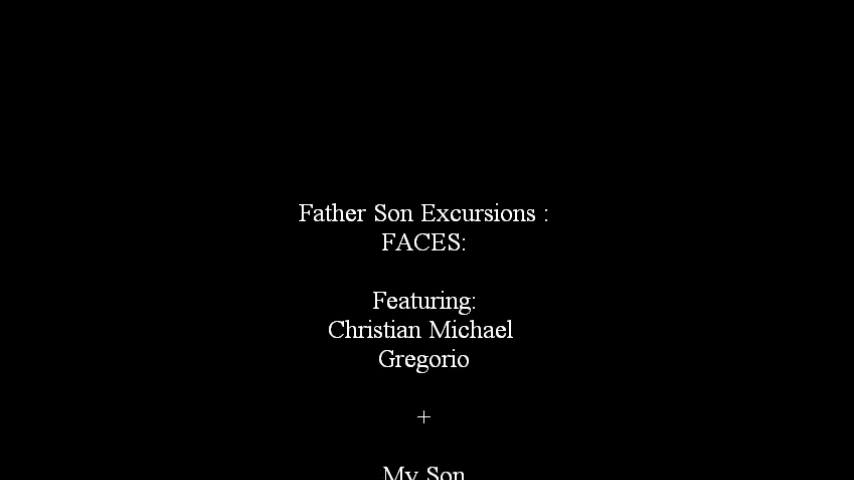 Father Son Excursions :
FACES:
Featuring:
Christian Michael
Gregorio
+
My Son